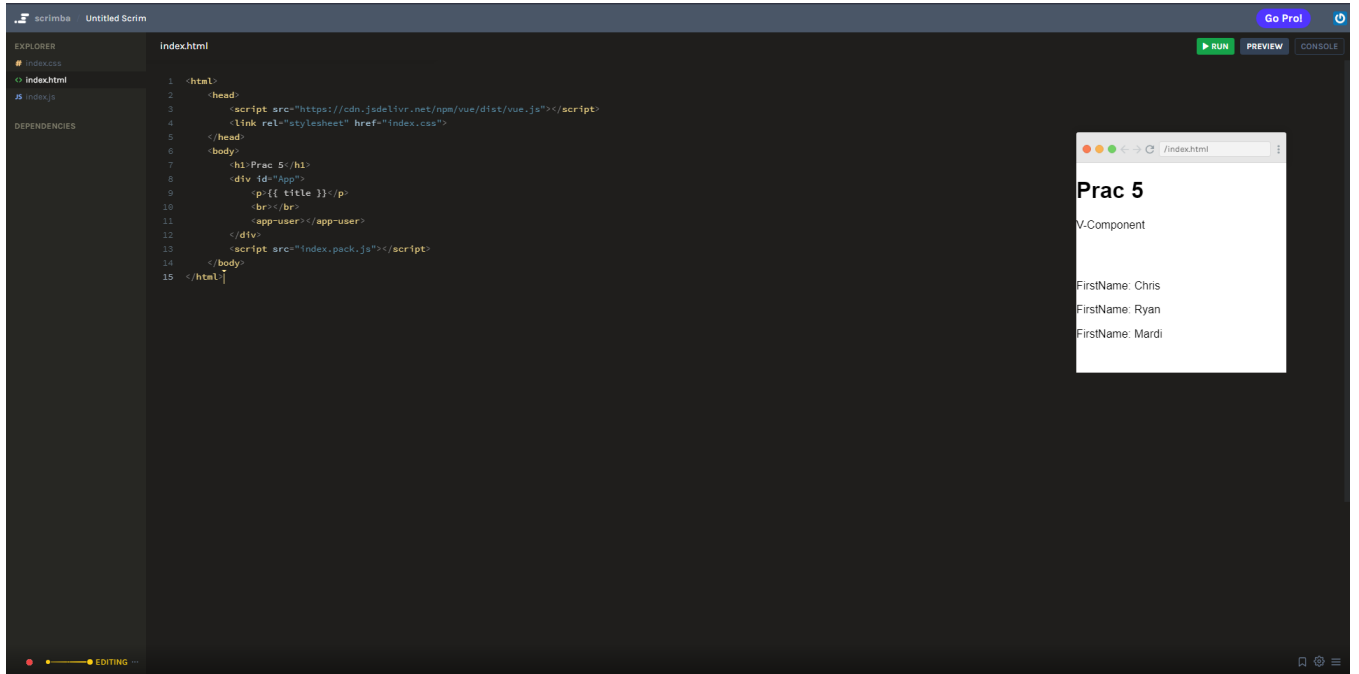 scrimba Untitled Scrim
Go Pro!
EXPLORER
# index.css
<> index.html
JS index.js
DEPENDENCIES
index.html
RUN PREVIEW CONSOLE
1 <html>
2 <head>
3 <script src="https://cdn.jsdelivr.net/npm/vue/dist/vue.js"></script>
4 <link rel="stylesheet" href="index.css">
5 </head>
6 <body>
7 <h1>Prac 5</h1>
8 <div id="App">
9 <p>{{ title }}</p>
10 <br></br>
11 <app-user></app-user>
12 </div>
13 <script src="index.pack.js"></script>
14 </body>
15 </html>
/index.html
Prac 5
V-Component
FirstName: Chris
FirstName: Ryan
FirstName: Mardi
EDITING ...